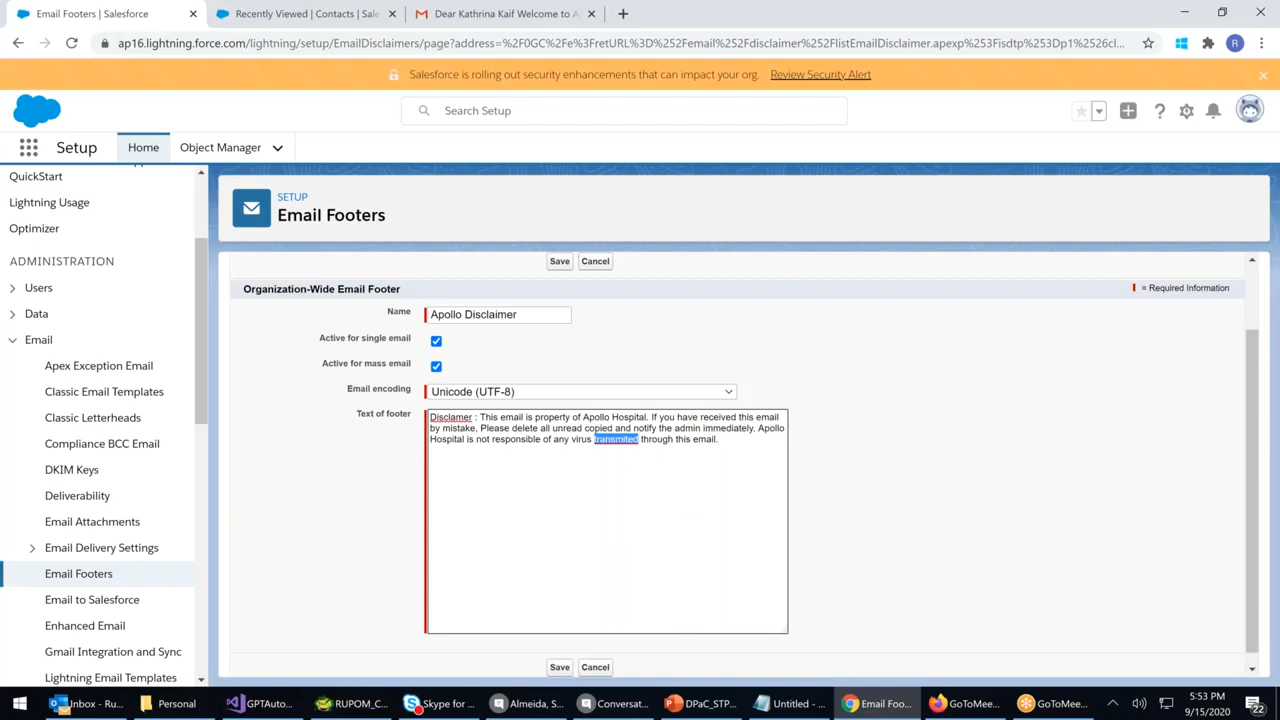 Email Footers | Salesforce
Recently Viewed | Contacts | Sale
Dear Kathrina Kaif Welcome to A
ap16.lightning.force.com/lightning/setup/EmailDisclaimers/page?address=%2F0GC%2Fe%3FretURL%3D%252Femail%252Fdisclaimer%252FlistEmailDisclaimer.apexp%253Fisdtp%253Dp1%2526cl...
R
Salesforce is rolling out security enhancements that can impact your org. Review Security Alert
Search Setup
Setup
Home
Object Manager
QuickStart
Lightning Usage
Optimizer
ADMINISTRATION
Users
Data
Email
Apex Exception Email
Classic Email Templates
Classic Letterheads
Compliance BCC Email
DKIM Keys
Deliverability
Email Attachments
Email Delivery Settings
Email Footers
Email to Salesforce
Enhanced Email
Gmail Integration and Sync
Lightning Email Templates
SETUP
Email Footers
Save Cancel
Organization-Wide Email Footer
= Required Information
Name Apollo Disclaimer
Active for single email
Active for mass email
Email encoding Unicode (UTF-8)
Text of footer
Disclamer : This email is property of Apollo Hospital. If you have received this email
by mistake, Please delete all unread copied and notify the admin immediately. Apollo
Hospital is not responsible of any virus transmited through this email.
Save Cancel
Inbox - Ru...
Personal
GPTAuto...
RUPOM_C...
Skype for ...
Almeida, S...
Conversat...
DPaC_STP...
Untitled - ...
Email Foo...
GoToMee...
GoToMee...
5:53 PM
9/15/2020
22